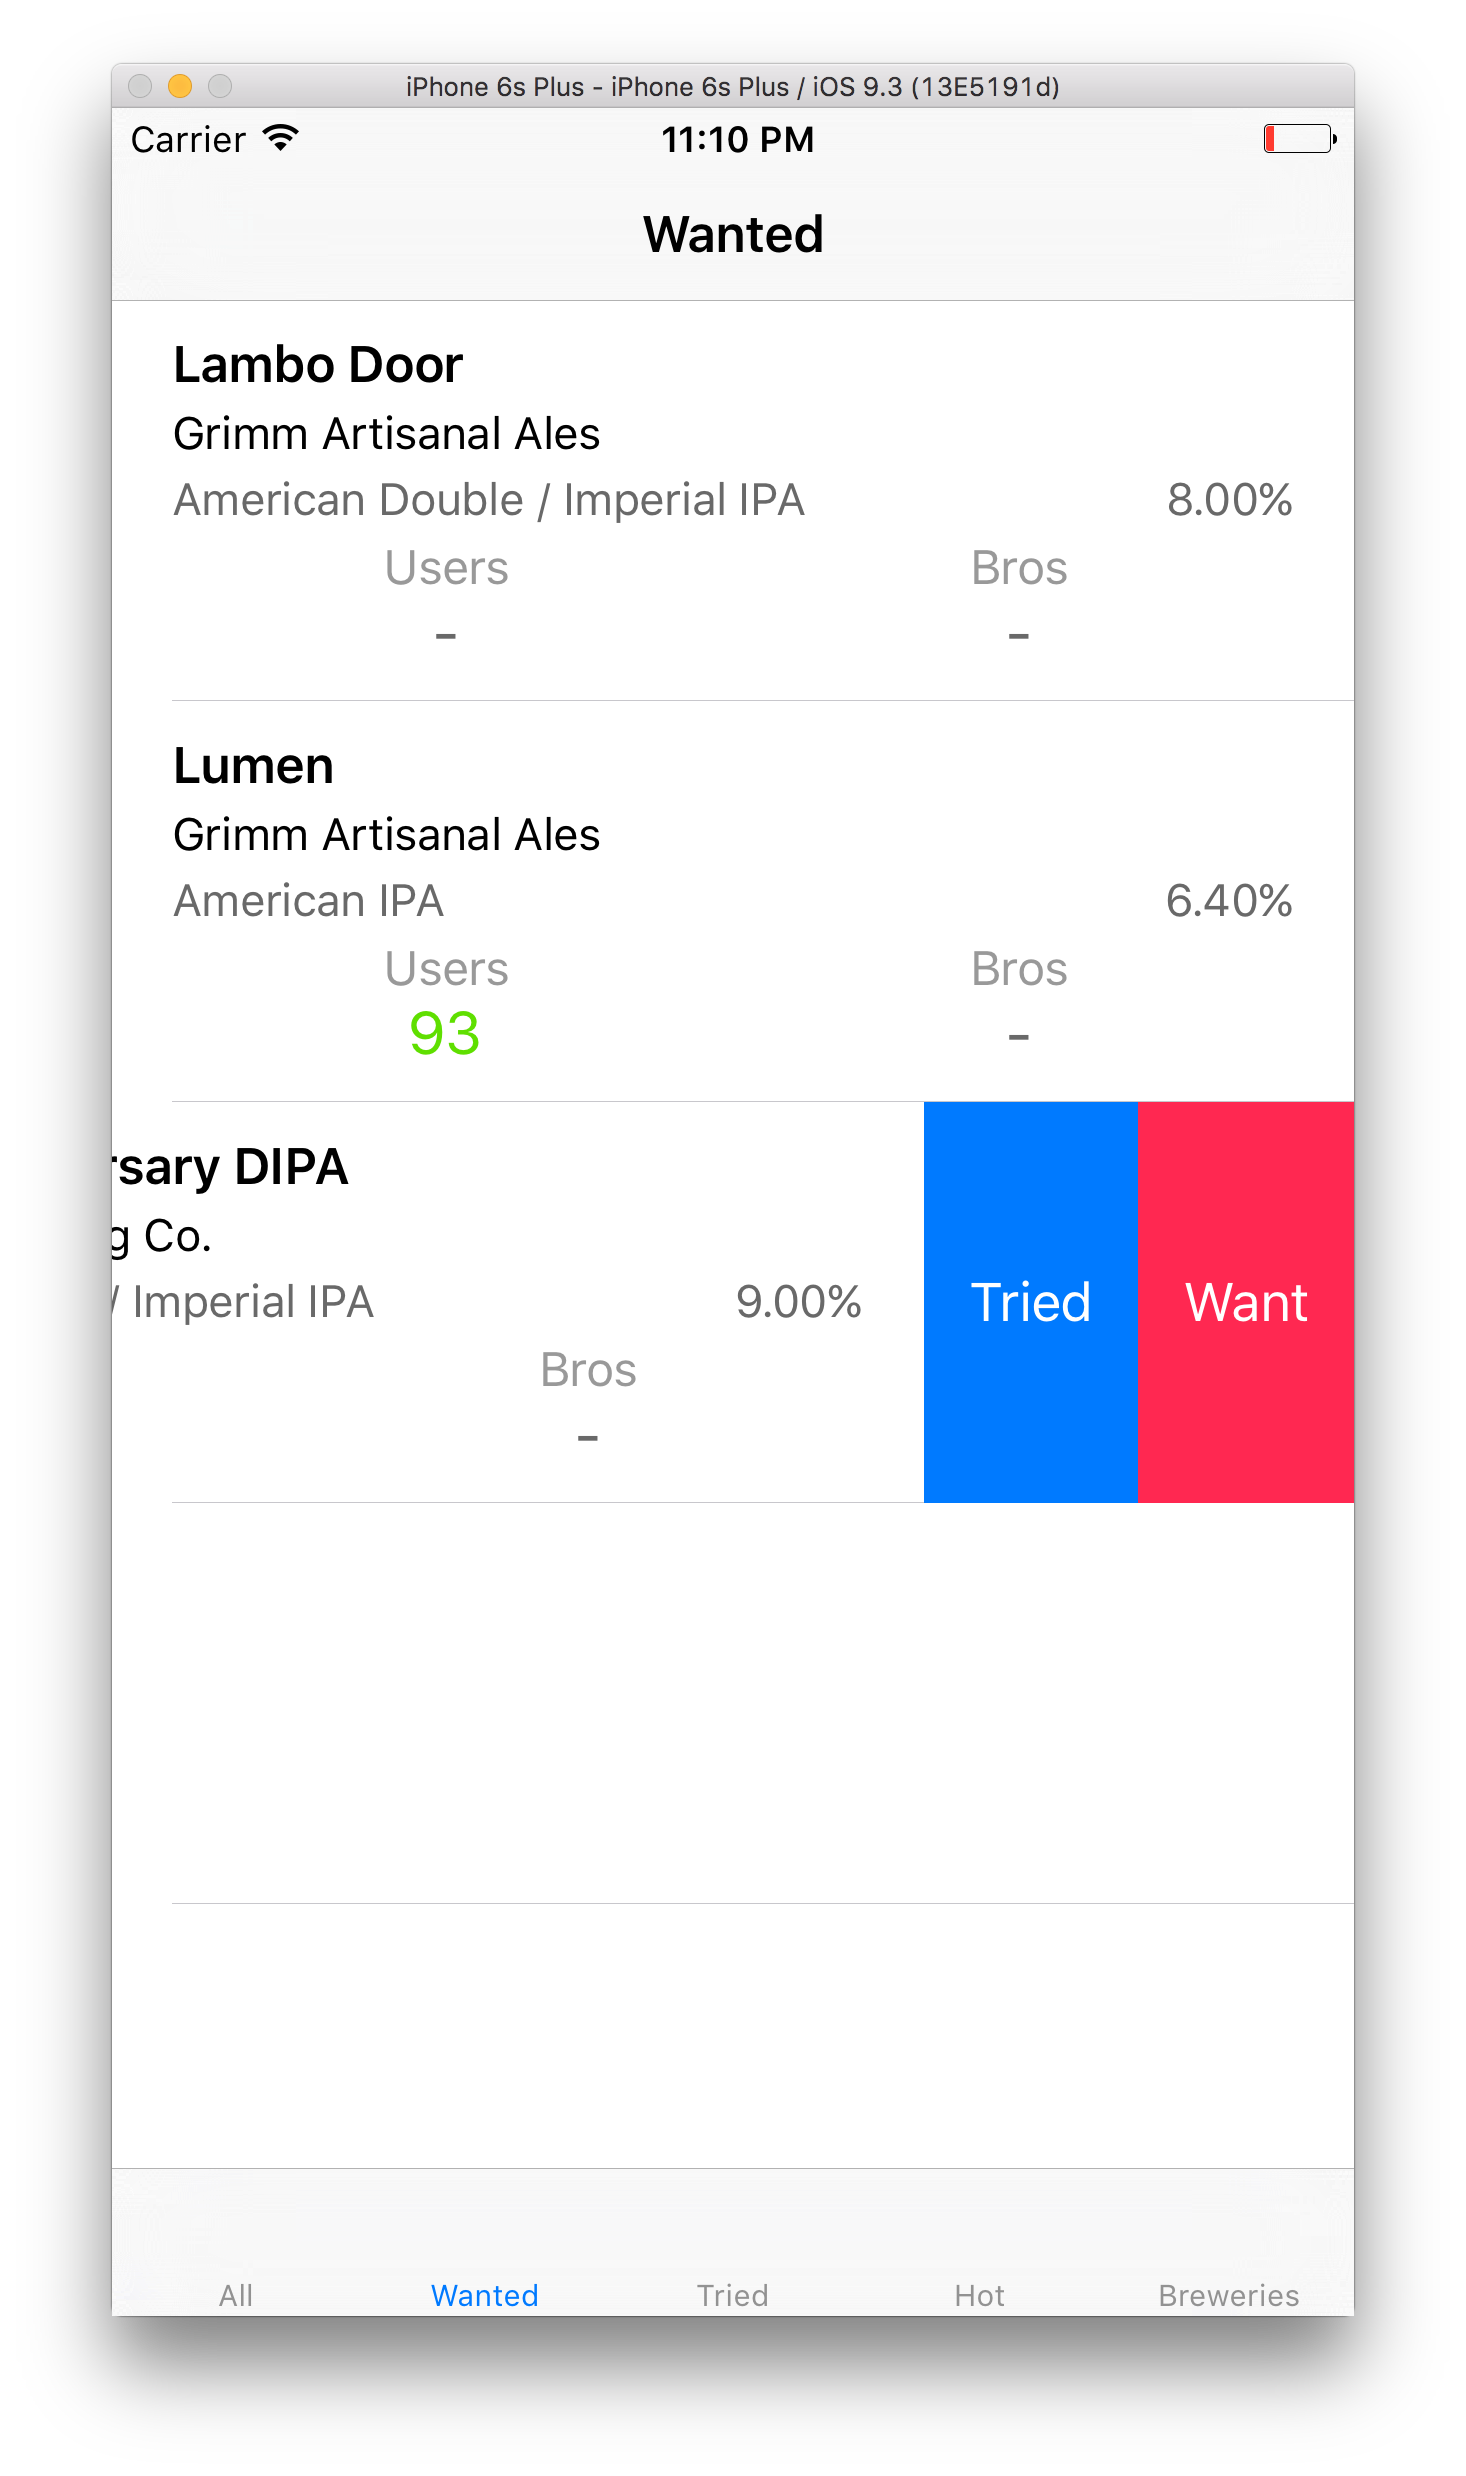 iPhone 6s Plus - iPhone 6s Plus / iOS 9.3 (13E5191d)
Carrier 11:10 PM
Wanted
Lambo Door
Grimm Artisanal Ales
American Double / Imperial IPA 8.00%
Users Bros
- -
Lumen
Grimm Artisanal Ales
American IPA 6.40%
Users Bros
93 -
rsary DIPA
g Co.
/ Imperial IPA 9.00% Tried Want
Bros
-
All Wanted Tried Hot Breweries